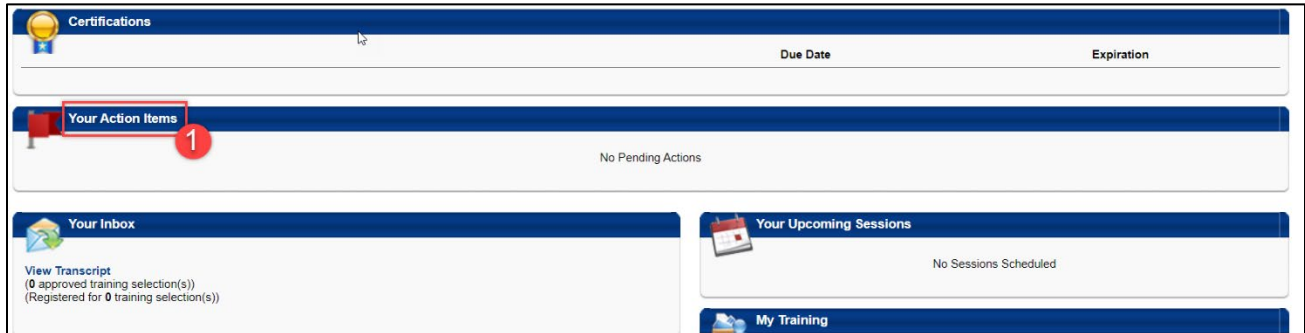 Certifications
Due Date Expiration
Your Action Items
1
No Pending Actions
Your Inbox
View Transcript
(0 approved training selection(s))
(Registered for 0 training selection(s))
Your Upcoming Sessions
No Sessions Scheduled
My Training